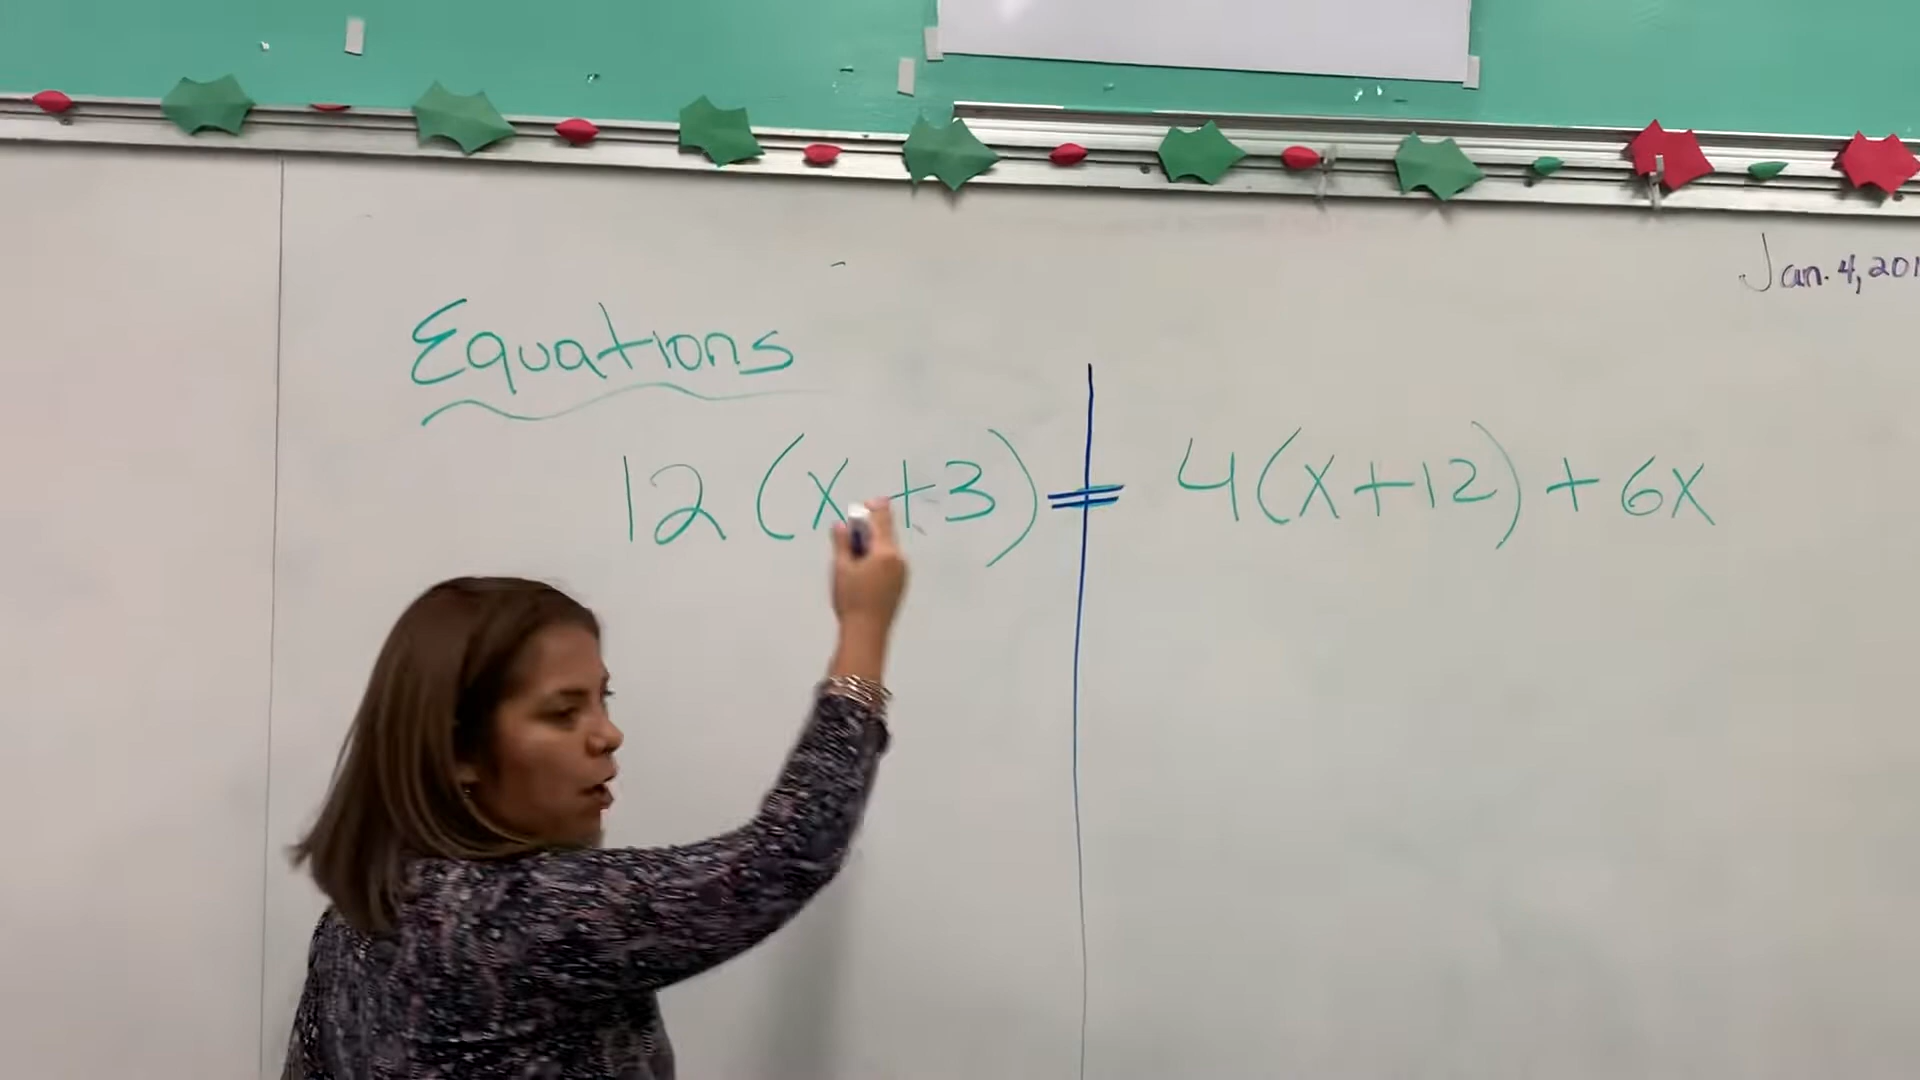 Jan. 4, 201
Equations
12(x+3) = 4(x+12) + 6x